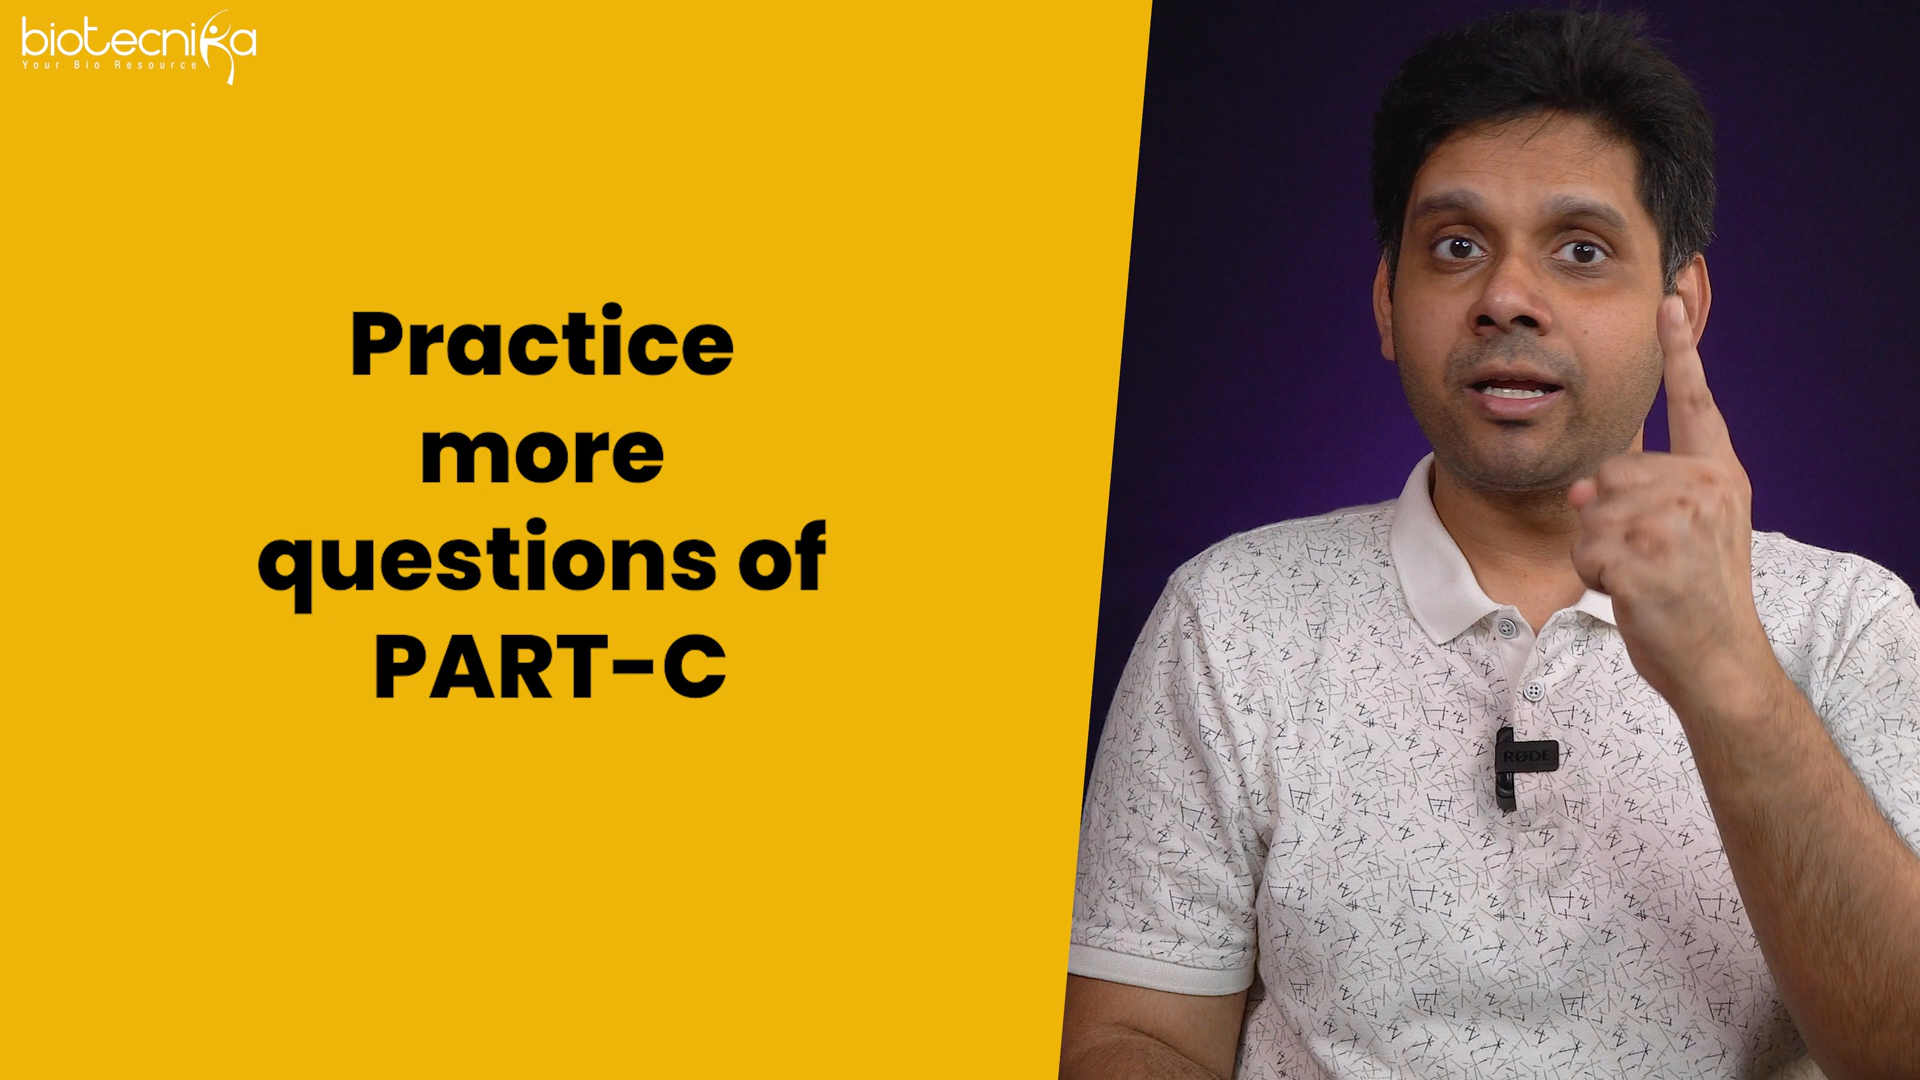 biotecnika
Your Bio Resource
Practice
more
questions of
PART-C
RØDE